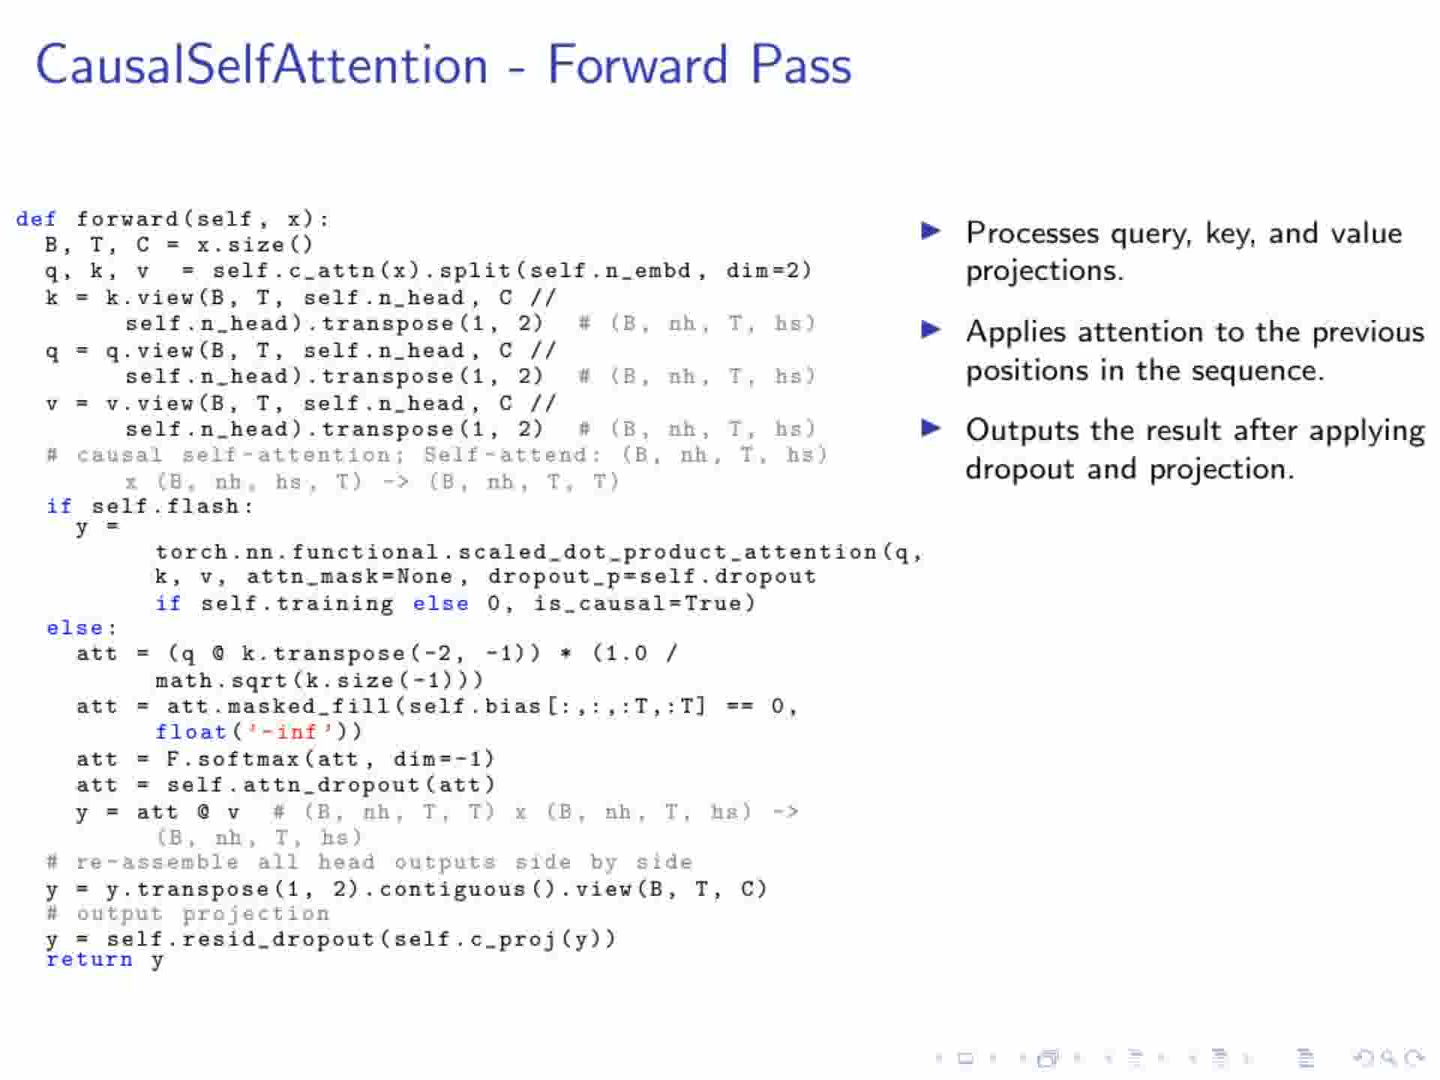 CausalSelfAttention - Forward Pass
def forward(self, x):
B, T, C = x.size()
q, k, v  = self.c_attn(x).split(self.n_embd, dim=2)
k = k.view(B, T, self.n_head, C //
self.n_head).transpose(1, 2)  # (B, nh, T, hs)
q = q.view(B, T, self.n_head, C //
self.n_head).transpose(1, 2)  # (B, nh, T, hs)
v = v.view(B, T, self.n_head, C //
self.n_head).transpose(1, 2)  # (B, nh, T, hs)
# causal self-attention; Self-attend: (B, nh, T, hs)
x (B, nh, hs, T) -> (B, nh, T, T)
if self.flash:
y =
torch.nn.functional.scaled_dot_product_attention(q,
k, v, attn_mask=None, dropout_p=self.dropout
if self.training else 0, is_causal=True)
else:
att = (q @ k.transpose(-2, -1)) * (1.0 /
math.sqrt(k.size(-1)))
att = att.masked_fill(self.bias[:,:,:T,:T] == 0,
float('-inf'))
att = F.softmax(att, dim=-1)
att = self.attn_dropout(att)
y = att @ v  # (B, nh, T, T) x (B, nh, T, hs) ->
(B, nh, T, hs)
# re-assemble all head outputs side by side
y = y.transpose(1, 2).contiguous().view(B, T, C)
# output projection
y = self.resid_dropout(self.c_proj(y))
return y
Processes query, key, and value
projections.
Applies attention to the previous
positions in the sequence.
Outputs the result after applying
dropout and projection.